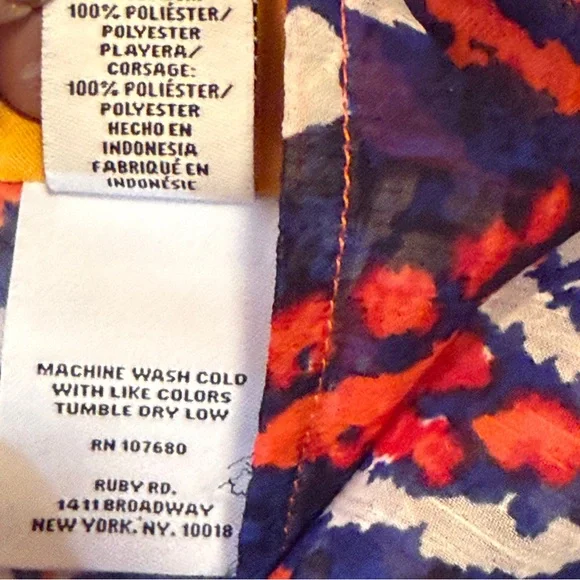 100% POLIÉSTER/
POLYESTER
PLAYERA/
CORSAGE:
100% POLIÉSTER/
POLYESTER
HECHO EN
INDONESIA
FABRIQUÉ EN
INDONÉSIE
MACHINE WASH COLD
WITH LIKE COLORS
TUMBLE DRY LOW
RN 107680
RUBY RD.
1411 BROADWAY
NEW YORK. NY. 10018